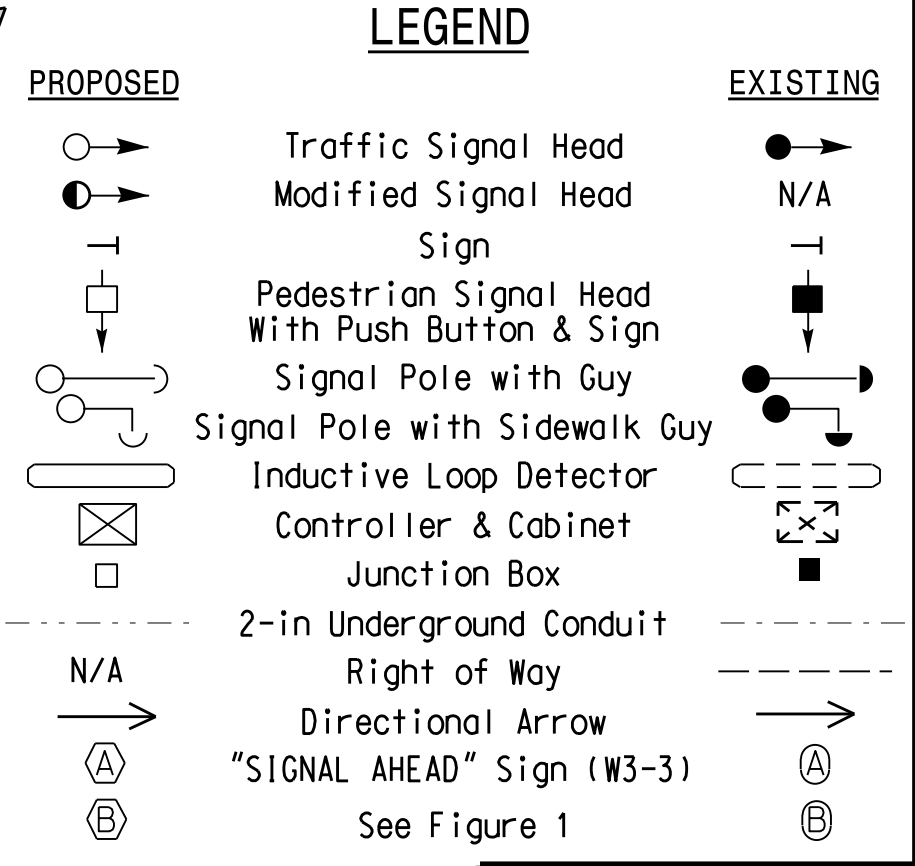 LEGEND
PROPOSED EXISTING
Traffic Signal Head
Modified Signal Head N/A
Sign
Pedestrian Signal Head
With Push Button & Sign
Signal Pole with Guy
Signal Pole with Sidewalk Guy
Inductive Loop Detector
Controller & Cabinet
Junction Box
2-in Underground Conduit
N/A Right of Way
Directional Arrow
A "SIGNAL AHEAD" Sign (W3-3) A
B See Figure 1 B